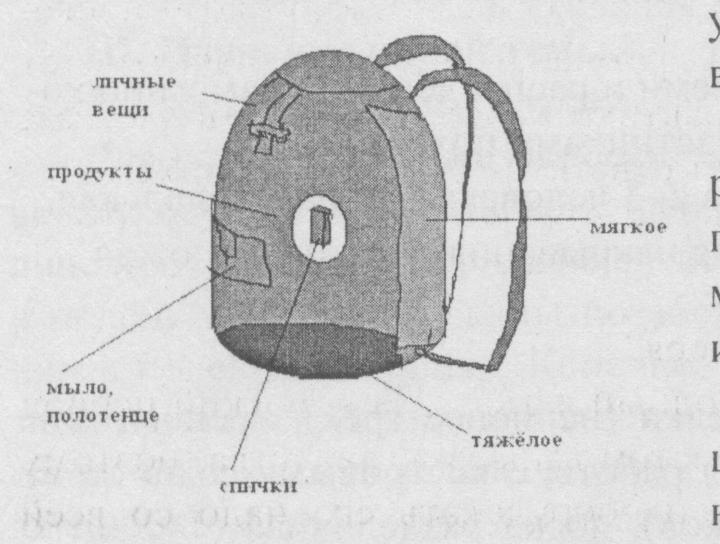 личные
вещи
продукты
мягкое
мыло,
полотенце
тяжёлое
спички